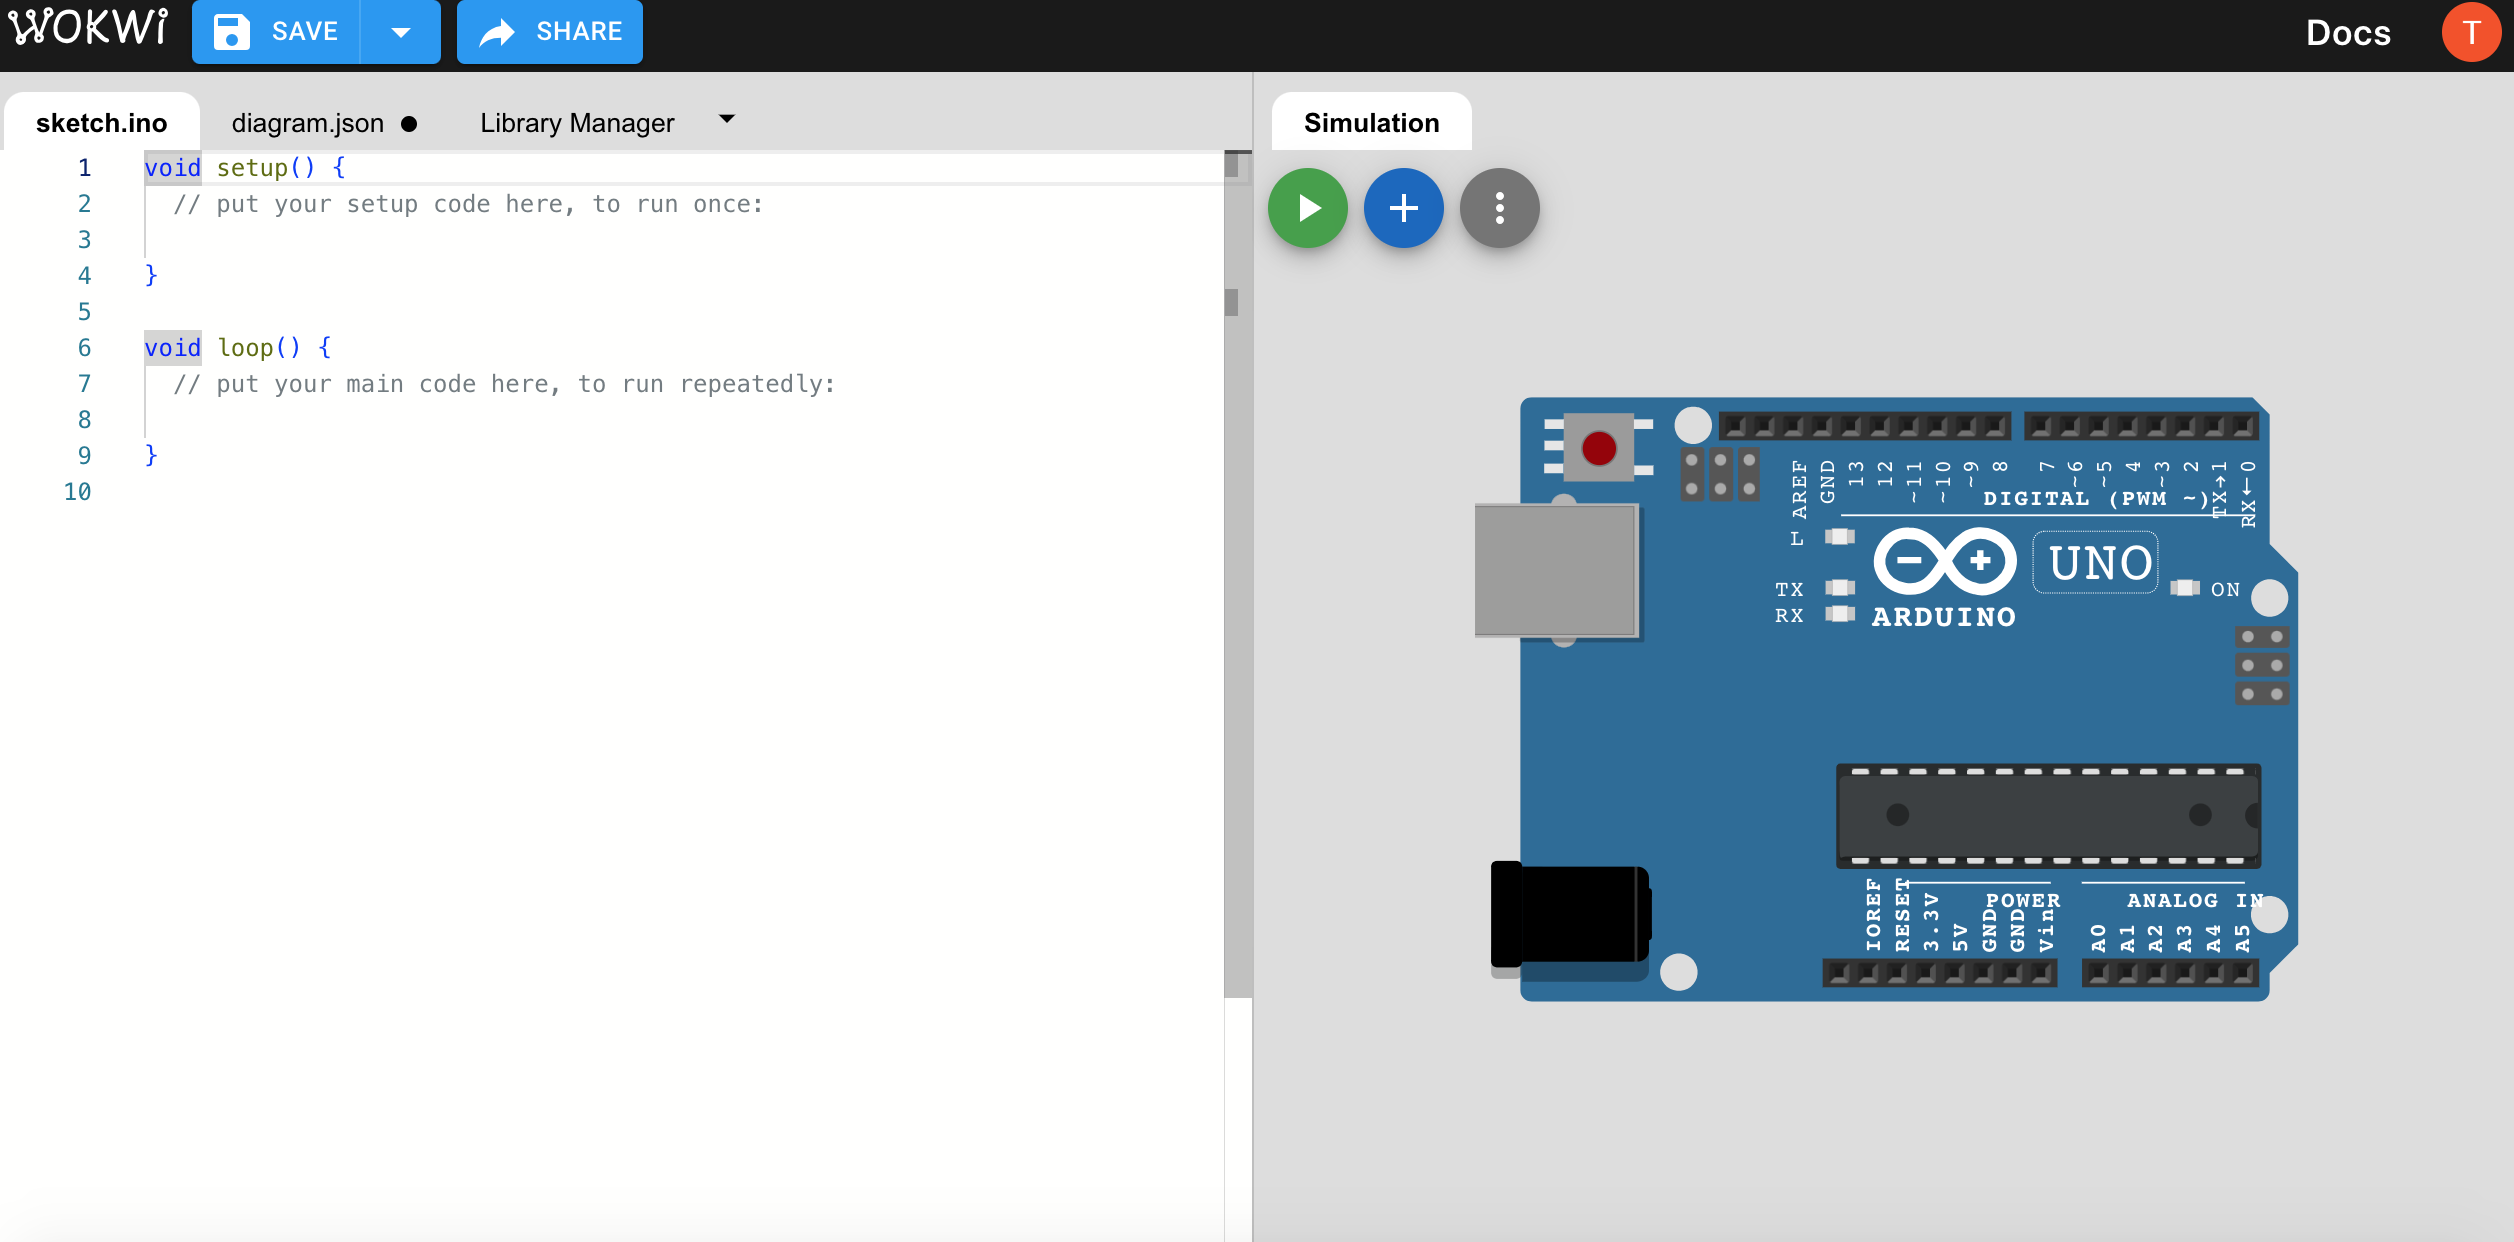 WOKWi SAVE SHARE Docs T
sketch.ino diagram.json Library Manager Simulation
1 void setup() {
2 // put your setup code here, to run once:
3
4 }
5
6 void loop() {
7 // put your main code here, to run repeatedly:
8
9 }
10
AREF GND 13 12 ~11 ~10 ~9 8 7 ~6 ~5 4 ~3 2 TX→1 RX←0
DIGITAL (PWM ~)
L
UNO
TX
ON
RX
ARDUINO
POWER ANALOG IN
IOREF RESET 3.3V 5V GND GND Vin A0 A1 A2 A3 A4 A5